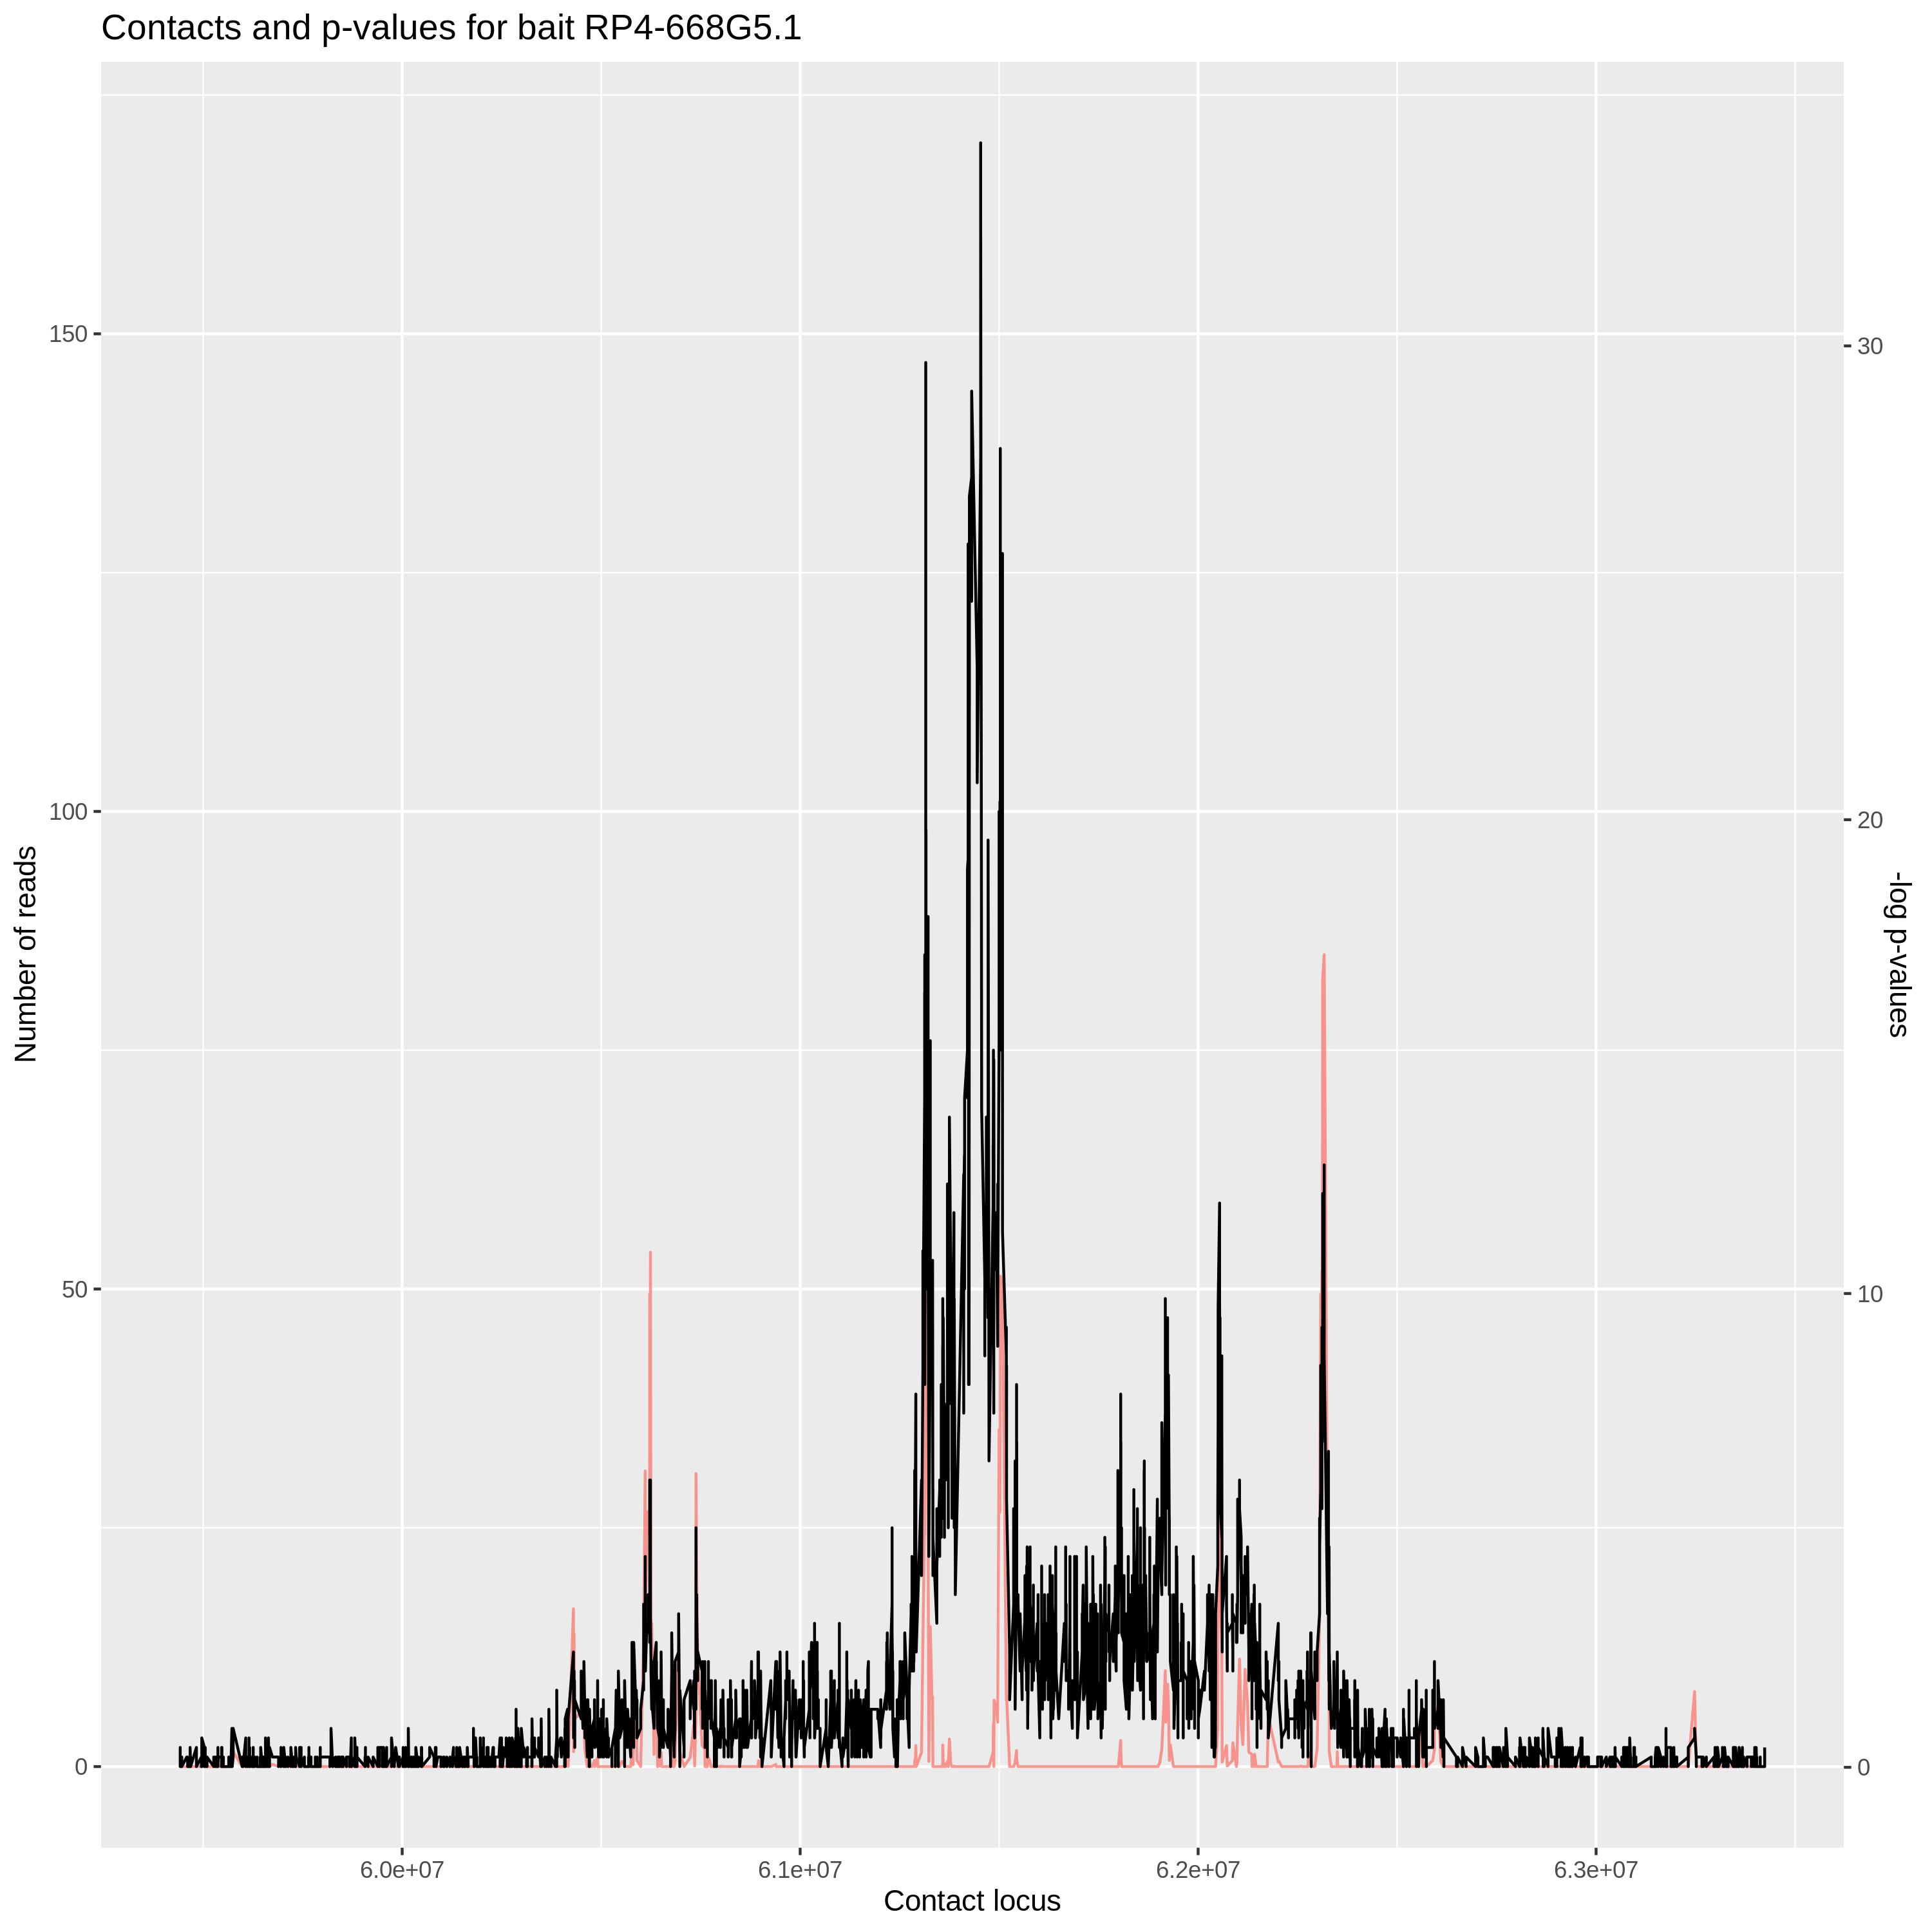 Contacts and p-values for bait RP4-668G5.1
150
100
50
0
Number of reads
30
20
10
0
-log p-values
6.0e+07 6.1e+07 6.2e+07 6.3e+07
Contact locus